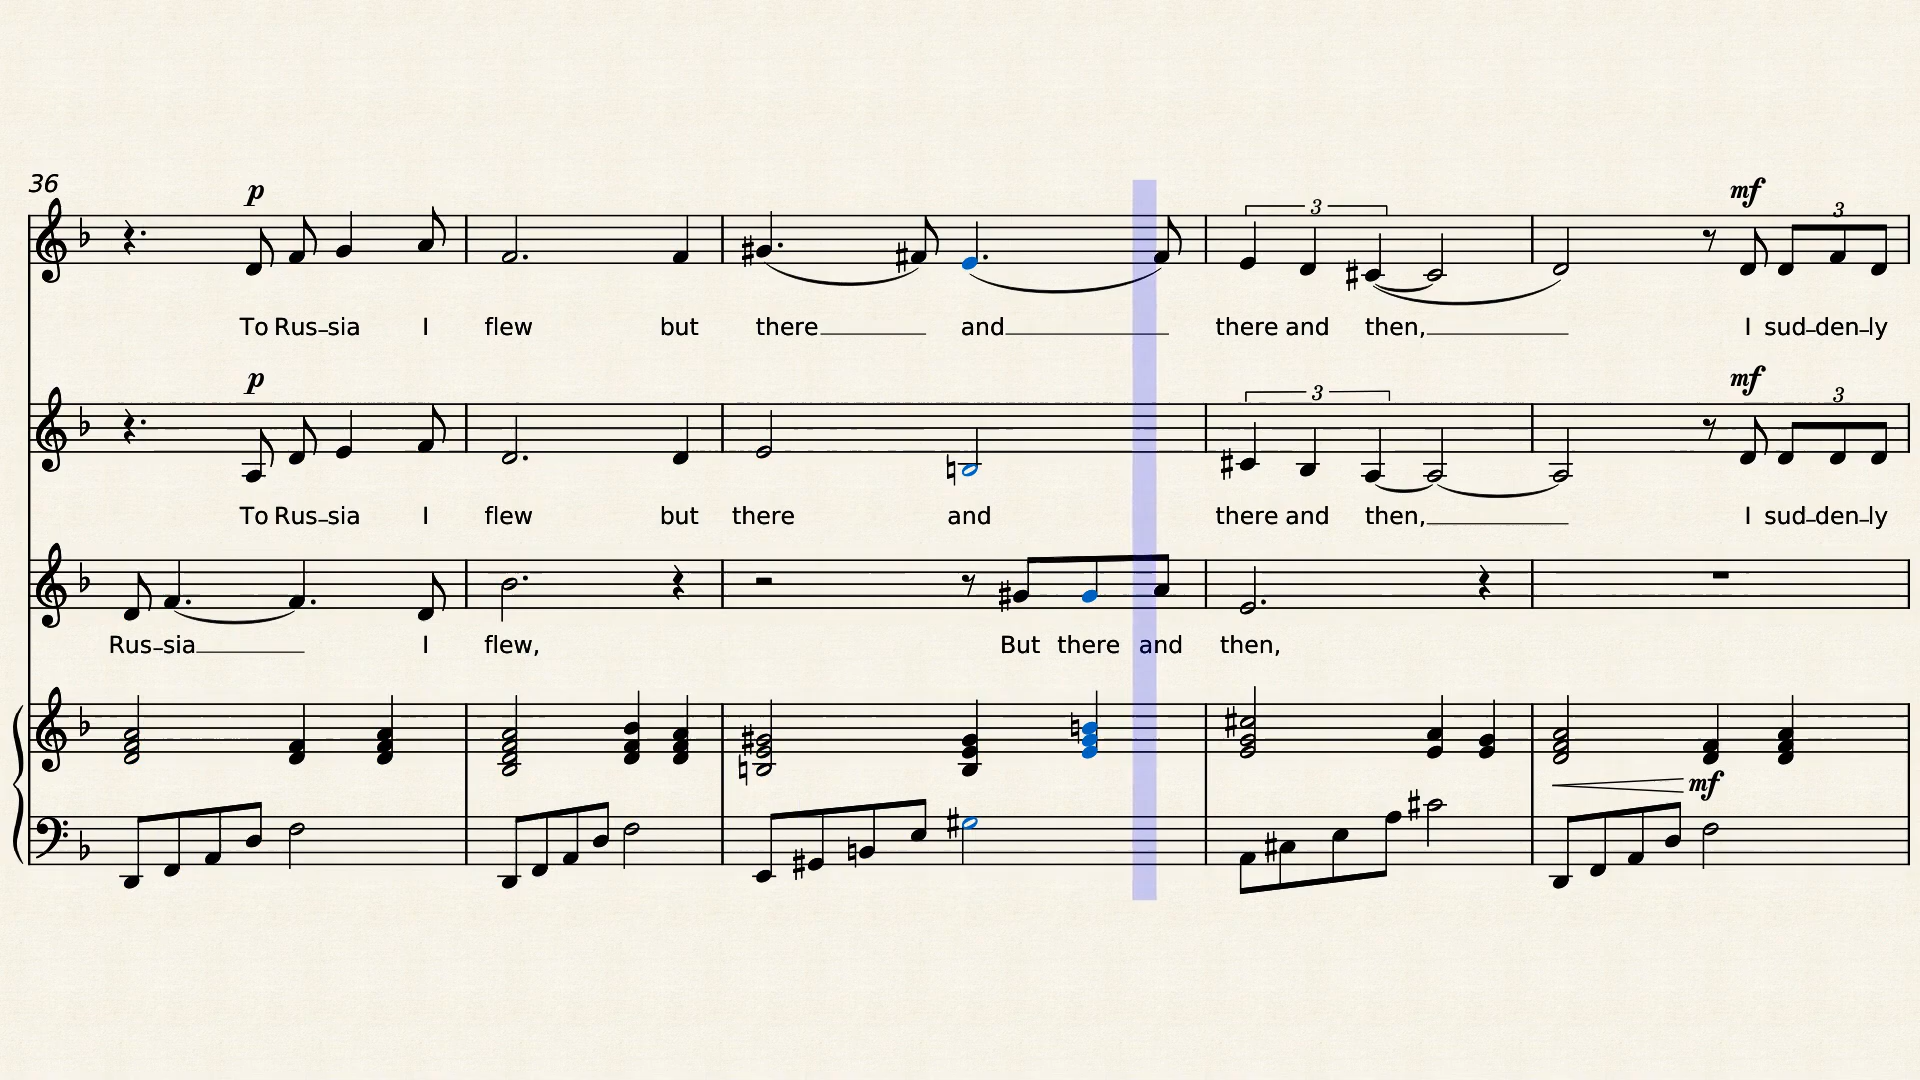 36
p
3
mf
3
To Rus-sia I flew but there and there and then, I sud-den-ly
p
3
mf
3
To Rus-sia I flew but there and there and then, I sud-den-ly
Rus-sia I flew, But there and then,
mf